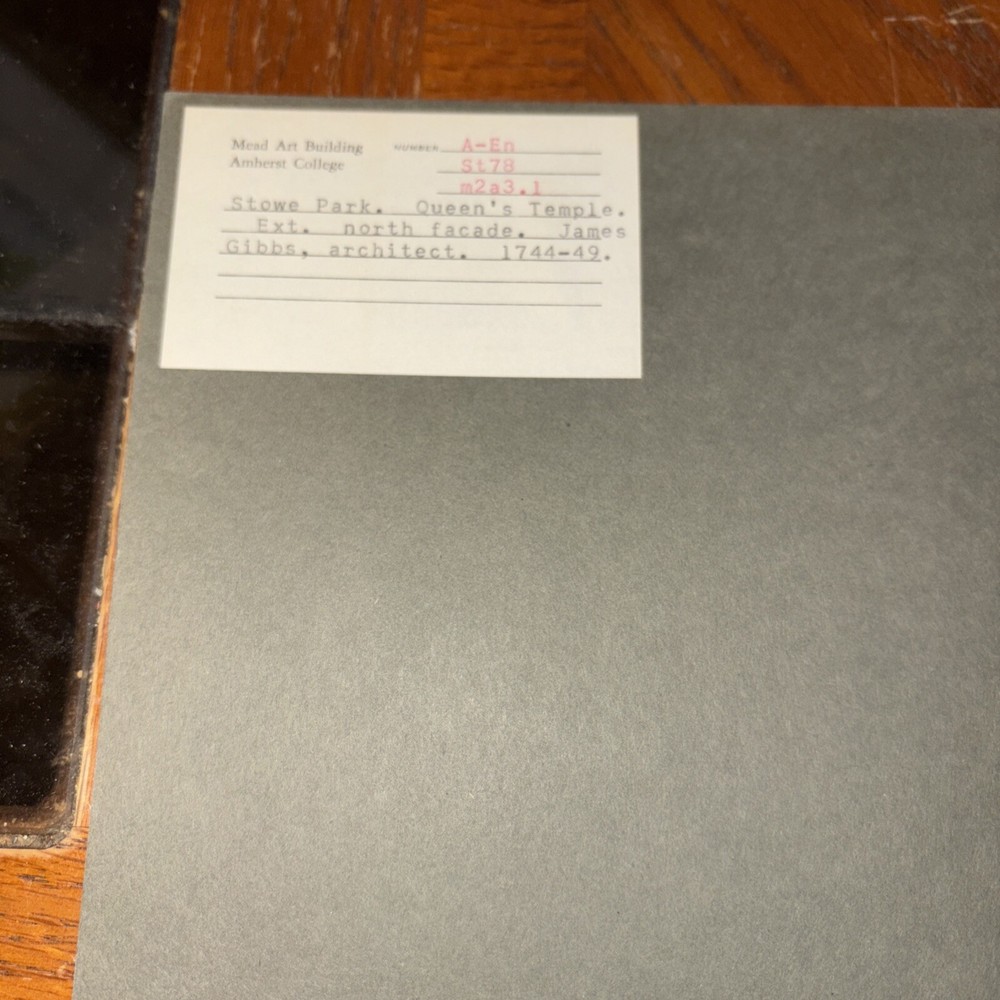 Mead Art Building NUMBER A-En
Amherst College St78
m2a3.1
Stowe Park. Queen's Temple.
Ext. north facade. James
Gibbs, architect. 1744-49.